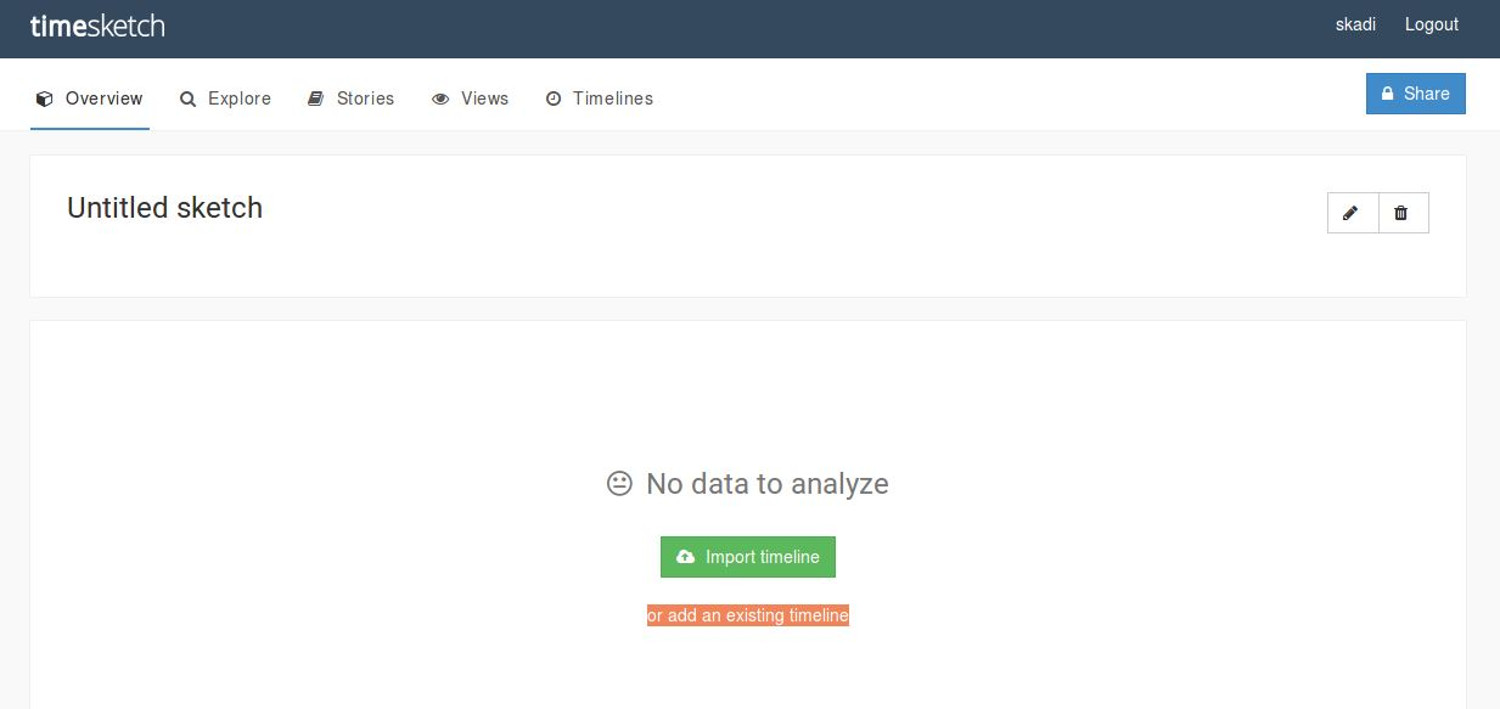 timesketch skadi Logout
Overview Explore Stories Views Timelines Share
Untitled sketch
No data to analyze
Import timeline
or add an existing timeline